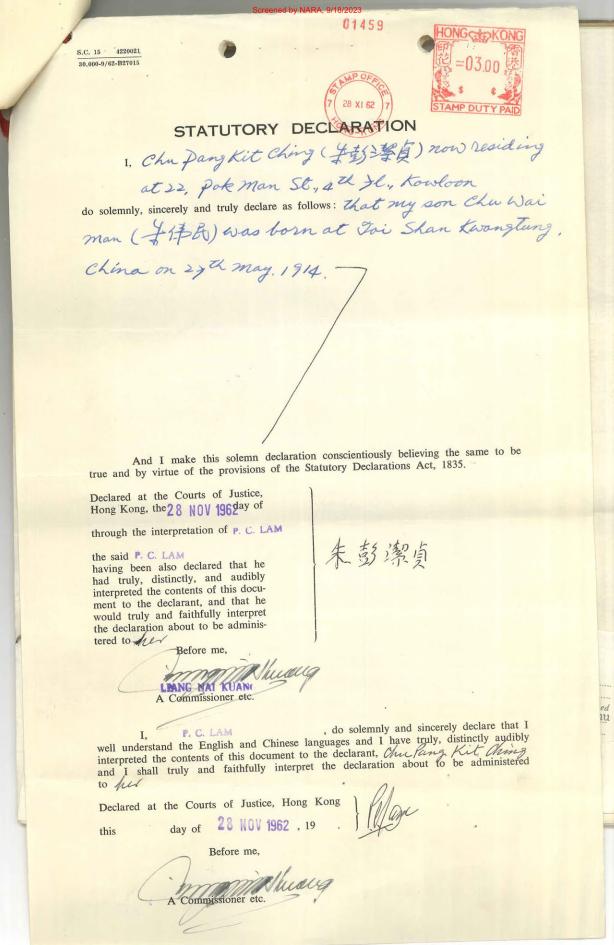 Screened by NARA, 9/18/2023
01459
S.C. 15 4220021
30,000-9/62-B27015
HONG KONG
印花
香港
=03.00
$ ¢
STAMP DUTY PAID
STAMP OFFICE
7 28 XI 62 7
STATUTORY DECLARATION
I, Chu Pang Kit Ching (朱彭潔貞) now residing
at 22, Pok Man St., 4th fl., Kowloon
do solemnly, sincerely and truly declare as follows: that my son Chu Wai
man (朱偉民) was born at Toi Shan Kwangtung,
China on 27th May, 1914.
And I make this solemn declaration conscientiously believing the same to be
true and by virtue of the provisions of the Statutory Declarations Act, 1835.
Declared at the Courts of Justice,
Hong Kong, the 28 NOV 1962 day of
through the interpretation of P. C. LAM
the said P. C. LAM
having been also declared that he
had truly, distinctly, and audibly
interpreted the contents of this docu-
ment to the declarant, and that he
would truly and faithfully interpret
the declaration about to be adminis-
tered to her
朱彭潔貞
Before me,
LIANG NAI KUANG
A Commissioner etc.
I, P. C. LAM , do solemnly and sincerely declare that I
well understand the English and Chinese languages and I have truly, distinctly audibly
interpreted the contents of this document to the declarant, Chu Pang Kit Ching
and I shall truly and faithfully interpret the declaration about to be administered
to her
Declared at the Courts of Justice, Hong Kong
this day of 28 NOV 1962 , 19 .
Before me,
A Commissioner etc.